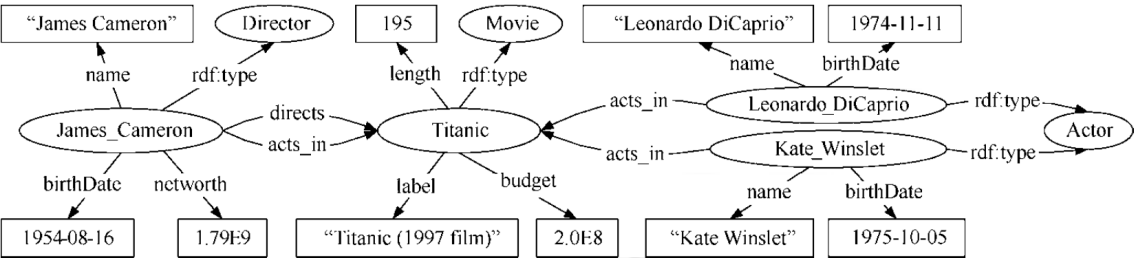 “James Cameron” Director 195 Movie “Leonardo DiCaprio” 1974-11-11
name rdf:type length rdf:type name birthDate
directs acts_in Leonardo_DiCaprio rdf:type
James_Cameron Titanic Actor
acts_in acts_in Kate_Winslet rdf:type
birthDate networth label budget name birthDate
1954-08-16 1.79E9 “Titanic (1997 film)” 2.0E8 “Kate Winslet” 1975-10-05